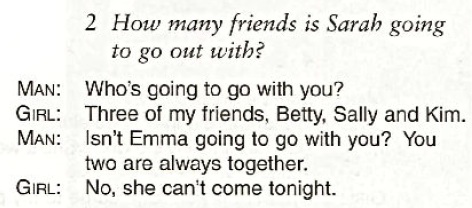 2 How many friends is Sarah going
to go out with?
MAN: Who's going to go with you?
GIRL: Three of my friends, Betty, Sally and Kim.
MAN: Isn't Emma going to go with you? You
two are always together.
GIRL: No, she can't come tonight.